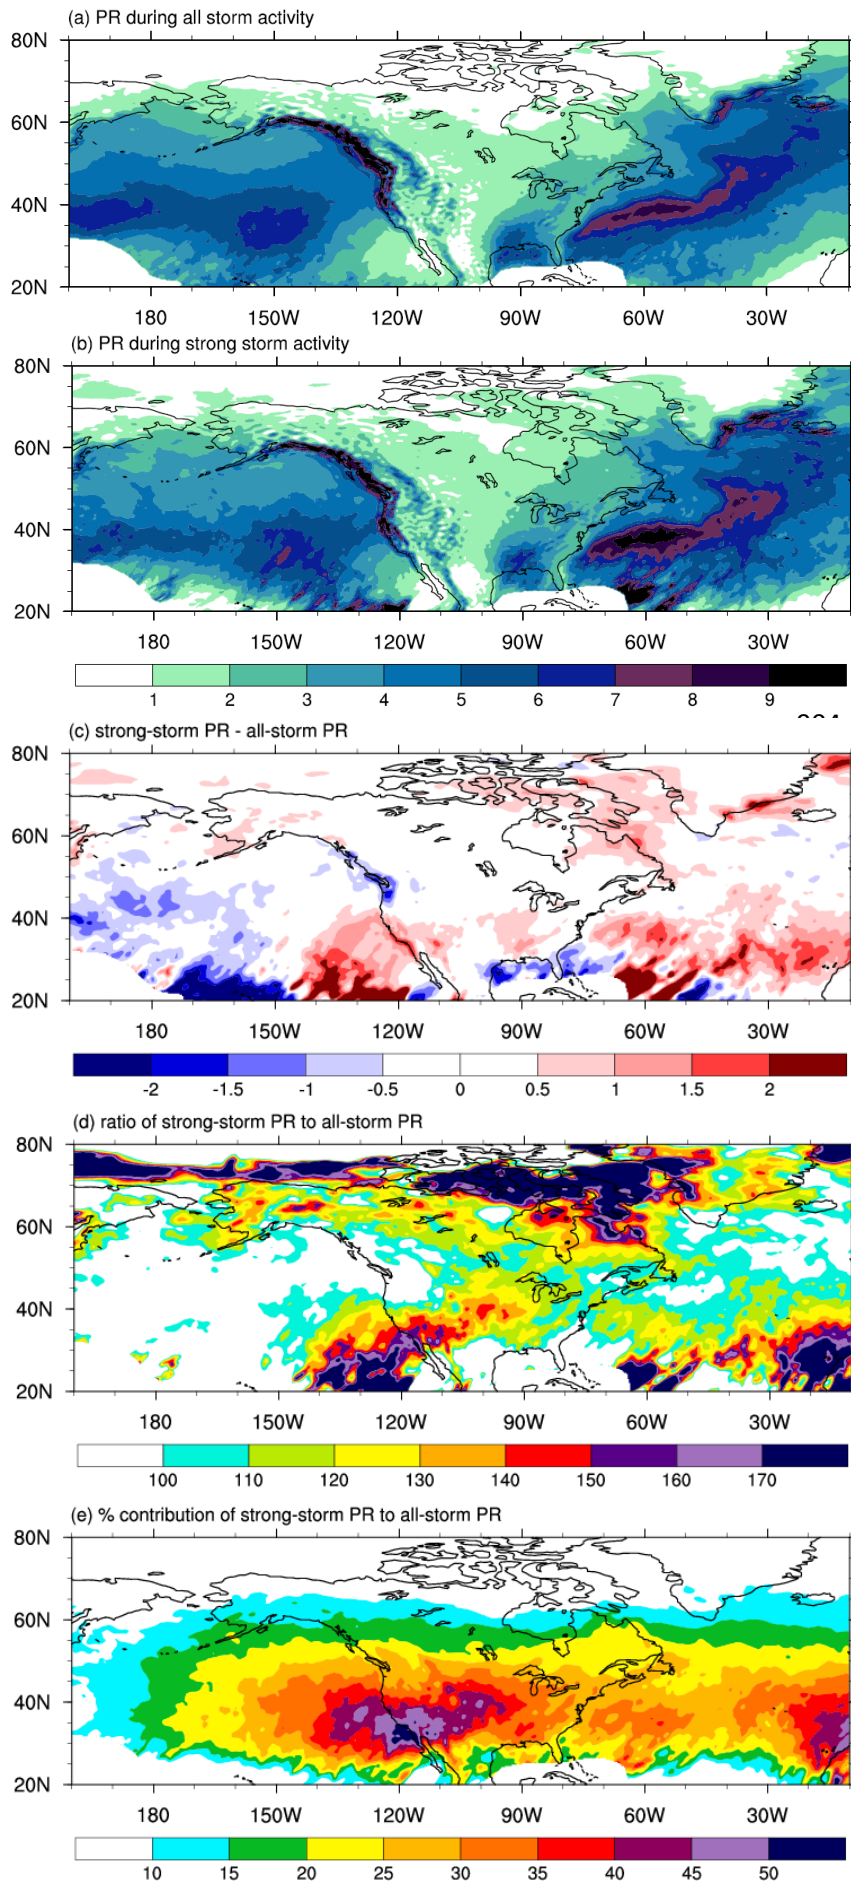 (a) PR during all storm activity
80N
60N
40N
20N
180 150W 120W 90W 60W 30W
(b) PR during strong storm activity
80N
60N
40N
20N
180 150W 120W 90W 60W 30W
1 2 3 4 5 6 7 8 9
(c) strong-storm PR - all-storm PR
80N
60N
40N
20N
180 150W 120W 90W 60W 30W
-2 -1.5 -1 -0.5 0 0.5 1 1.5 2
(d) ratio of strong-storm PR to all-storm PR
80N
60N
40N
20N
180 150W 120W 90W 60W 30W
100 110 120 130 140 150 160 170
(e) % contribution of strong-storm PR to all-storm PR
80N
60N
40N
20N
180 150W 120W 90W 60W 30W
10 15 20 25 30 35 40 45 50